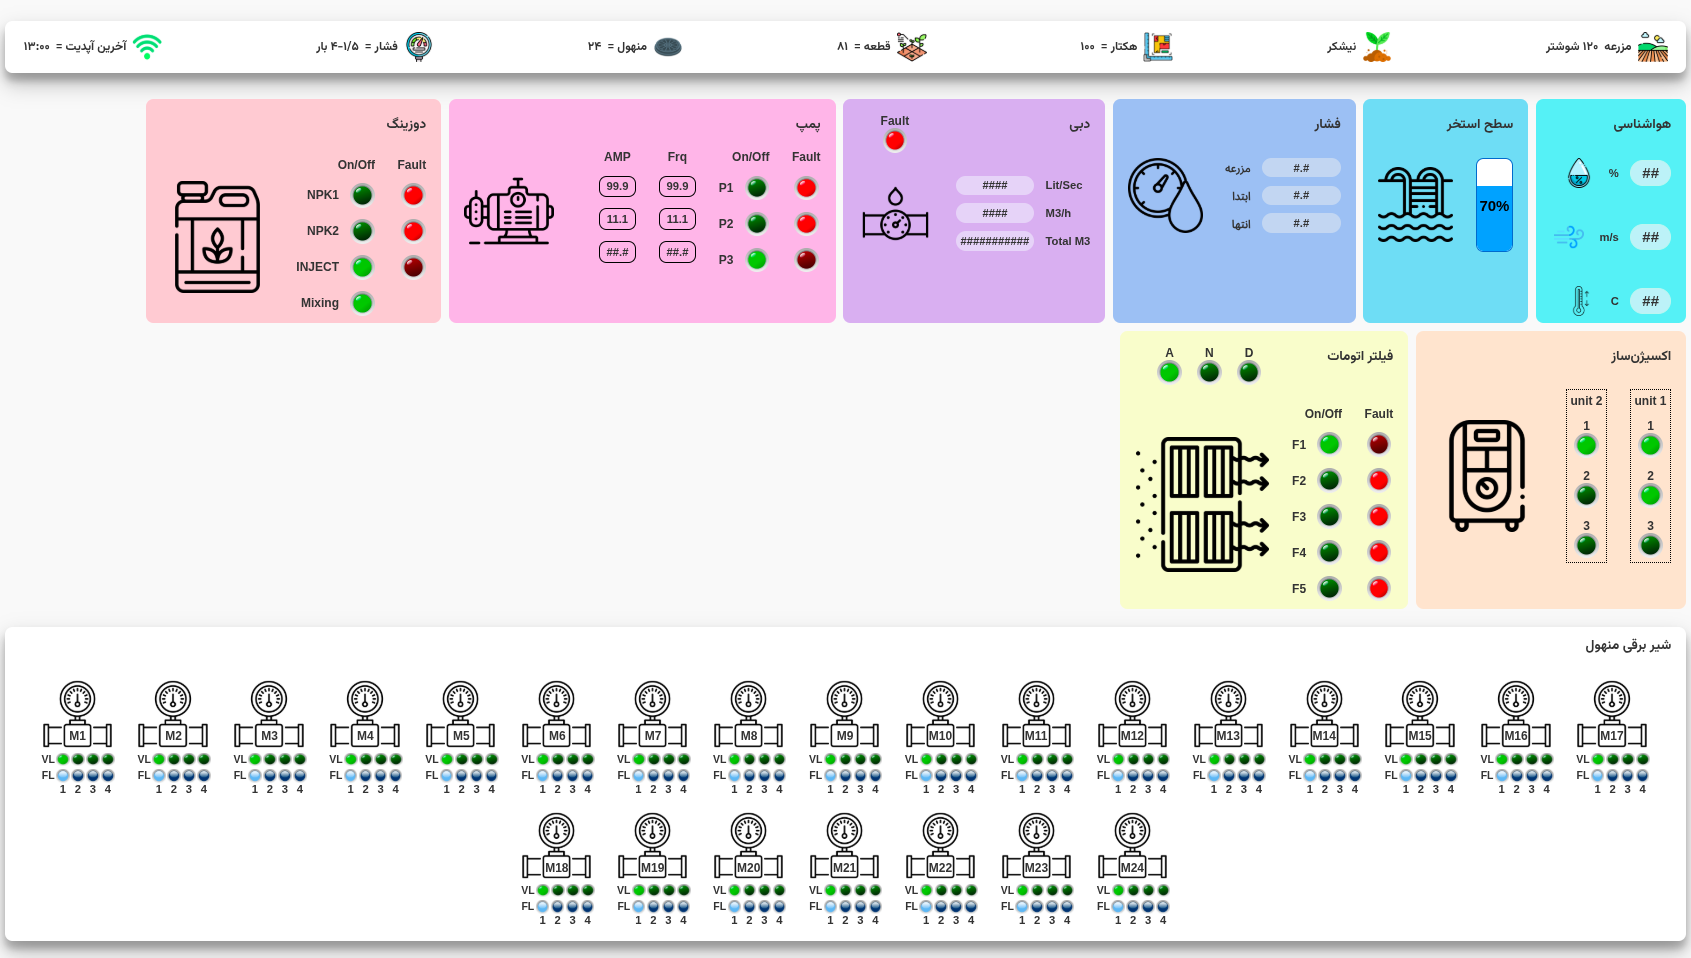 مزرعه ۱۲۰ شوشتر
نیشکر
هکتار = ۱۰۰
قطعه = ۸۱
منهول = ۲۴
فشار = ۴-۱/۵ بار
آخرین آپدیت = ۱۳:۰۰
هواشناسی
% ##
m/s ##
C ##
سطح استخر
70%
فشار
مزرعه #.#
ابتدا #.#
انتها #.#
دبی
Fault
#### Lit/Sec
#### M3/h
########### Total M3
پمپ
AMP Frq On/Off Fault
99.9 99.9 P1
11.1 11.1 P2
##.# ##.# P3
دوزینگ
On/Off Fault
NPK1
NPK2
INJECT
Mixing
اکسیژن‌ساز
unit 2 unit 1
1 1
2 2
3 3
فیلتر اتومات
A N D
On/Off Fault
F1
F2
F3
F4
F5
شیر برقی منهول
M1 M2 M3 M4 M5 M6 M7 M8 M9 M10 M11 M12 M13 M14 M15 M16 M17
VL VL VL VL VL VL VL VL VL VL VL VL VL VL VL VL VL
FL FL FL FL FL FL FL FL FL FL FL FL FL FL FL FL FL
1 2 3 4 1 2 3 4 1 2 3 4 1 2 3 4 1 2 3 4 1 2 3 4 1 2 3 4 1 2 3 4 1 2 3 4 1 2 3 4 1 2 3 4 1 2 3 4 1 2 3 4 1 2 3 4 1 2 3 4 1 2 3 4 1 2 3 4
M18 M19 M20 M21 M22 M23 M24
VL VL VL VL VL VL VL
FL FL FL FL FL FL FL
1 2 3 4 1 2 3 4 1 2 3 4 1 2 3 4 1 2 3 4 1 2 3 4 1 2 3 4